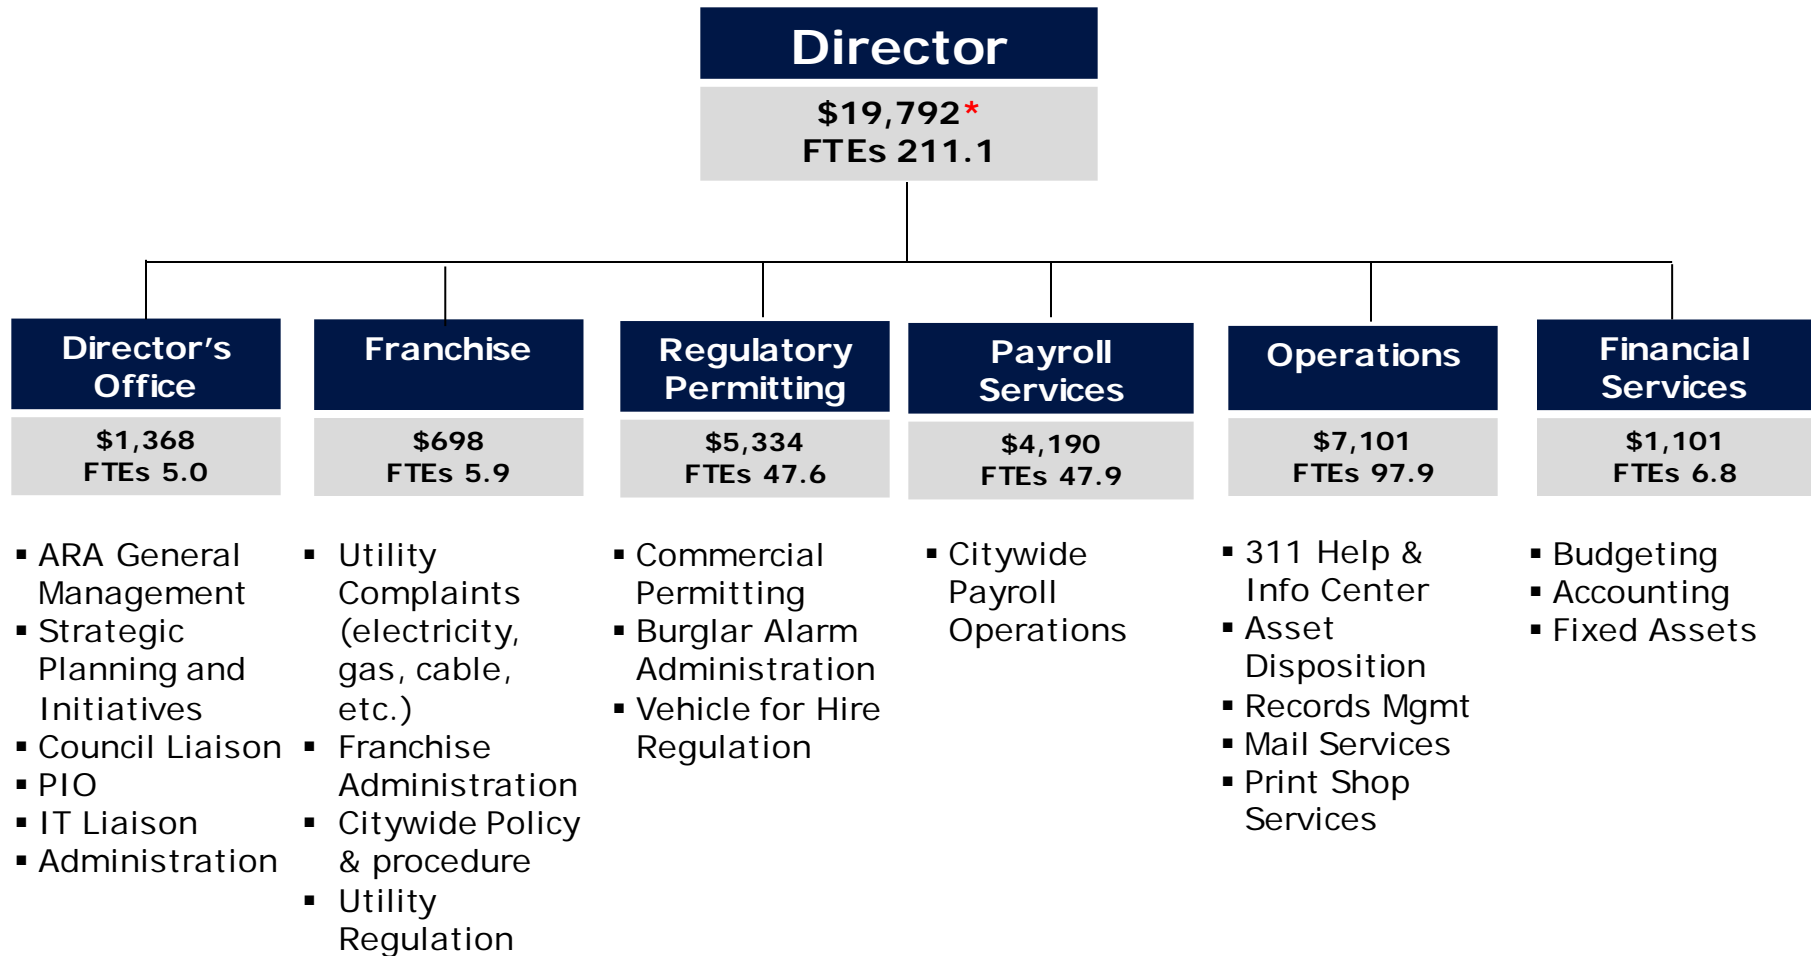 Director
$19,792*
FTEs 211.1
Director's
Office
$1,368
FTEs 5.0
▪ ARA General
Management
▪ Strategic
Planning and
Initiatives
▪ Council Liaison
▪ PIO
▪ IT Liaison
▪ Administration
Franchise
$698
FTEs 5.9
▪ Utility
Complaints
(electricity,
gas, cable,
etc.)
▪ Franchise
Administration
▪ Citywide Policy
& procedure
▪ Utility
Regulation
Regulatory
Permitting
$5,334
FTEs 47.6
▪ Commercial
Permitting
▪ Burglar Alarm
Administration
▪ Vehicle for Hire
Regulation
Payroll
Services
$4,190
FTEs 47.9
▪ Citywide
Payroll
Operations
Operations
$7,101
FTEs 97.9
▪ 311 Help &
Info Center
▪ Asset
Disposition
▪ Records Mgmt
▪ Mail Services
▪ Print Shop
Services
Financial
Services
$1,101
FTEs 6.8
▪ Budgeting
▪ Accounting
▪ Fixed Assets